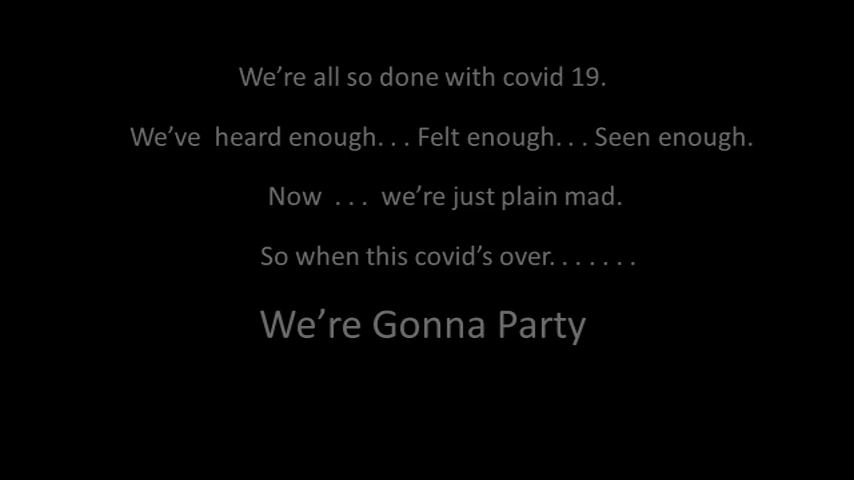 We're all so done with covid 19.
We've  heard enough. . . Felt enough. . . Seen enough.
Now  . . .  we're just plain mad.
So when this covid's over. . . . . . .
We're Gonna Party